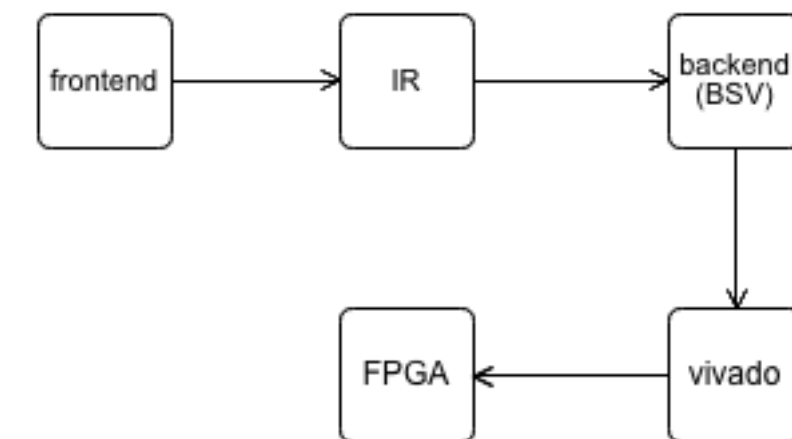 frontend
IR
backend
(BSV)
FPGA
vivado